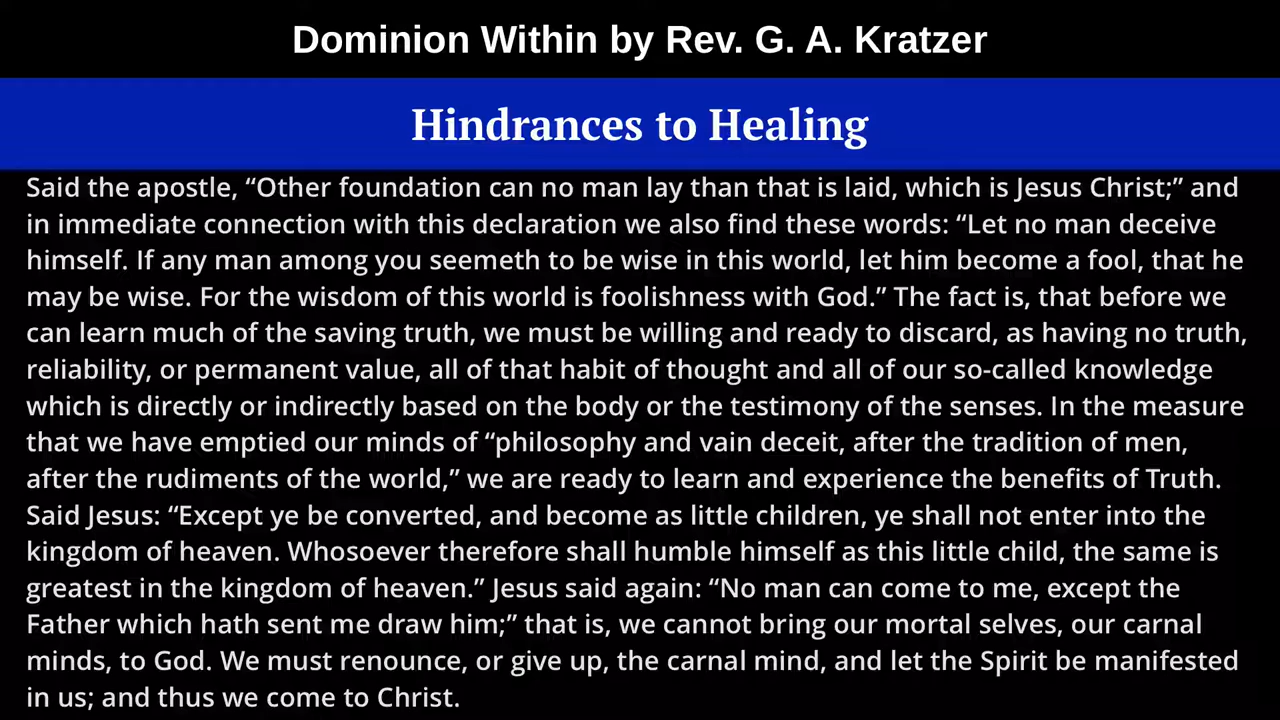 Dominion Within by Rev. G. A. Kratzer
Hindrances to Healing
Said the apostle, “Other foundation can no man lay than that is laid, which is Jesus Christ;” and
in immediate connection with this declaration we also find these words: “Let no man deceive
himself. If any man among you seemeth to be wise in this world, let him become a fool, that he
may be wise. For the wisdom of this world is foolishness with God.” The fact is, that before we
can learn much of the saving truth, we must be willing and ready to discard, as having no truth,
reliability, or permanent value, all of that habit of thought and all of our so-called knowledge
which is directly or indirectly based on the body or the testimony of the senses. In the measure
that we have emptied our minds of “philosophy and vain deceit, after the tradition of men,
after the rudiments of the world,” we are ready to learn and experience the benefits of Truth.
Said Jesus: “Except ye be converted, and become as little children, ye shall not enter into the
kingdom of heaven. Whosoever therefore shall humble himself as this little child, the same is
greatest in the kingdom of heaven.” Jesus said again: “No man can come to me, except the
Father which hath sent me draw him;” that is, we cannot bring our mortal selves, our carnal
minds, to God. We must renounce, or give up, the carnal mind, and let the Spirit be manifested
in us; and thus we come to Christ.